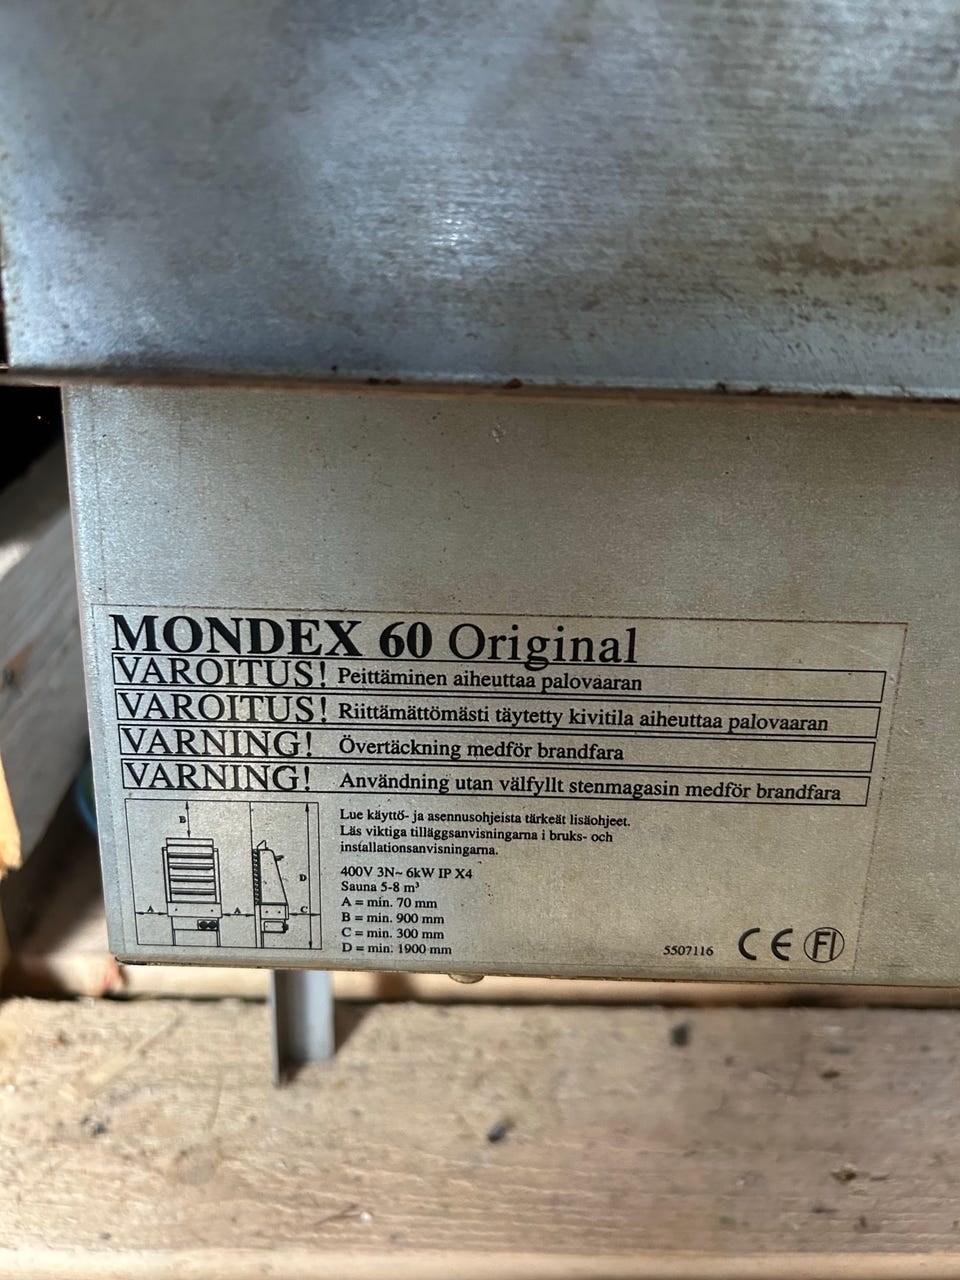 MONDEX 60 Original
VAROITUS! Peittäminen aiheuttaa palovaaran
VAROITUS! Riittämättömästi täytetty kivitila aiheuttaa palovaaran
VARNING! Övertäckning medför brandfara
VARNING! Användning utan välfyllt stenmagasin medför brandfara
B
D
A
A
C
Lue käyttö- ja asennusohjeista tärkeät lisäohjeet.
Läs viktiga tilläggsanvisningarna i bruks- och
installationsanvisningarna.
400V 3N~ 6kW IP X4
Sauna 5-8 m³
A = min. 70 mm
B = min. 900 mm
C = min. 300 mm
D = min. 1900 mm
5507116 CE FI